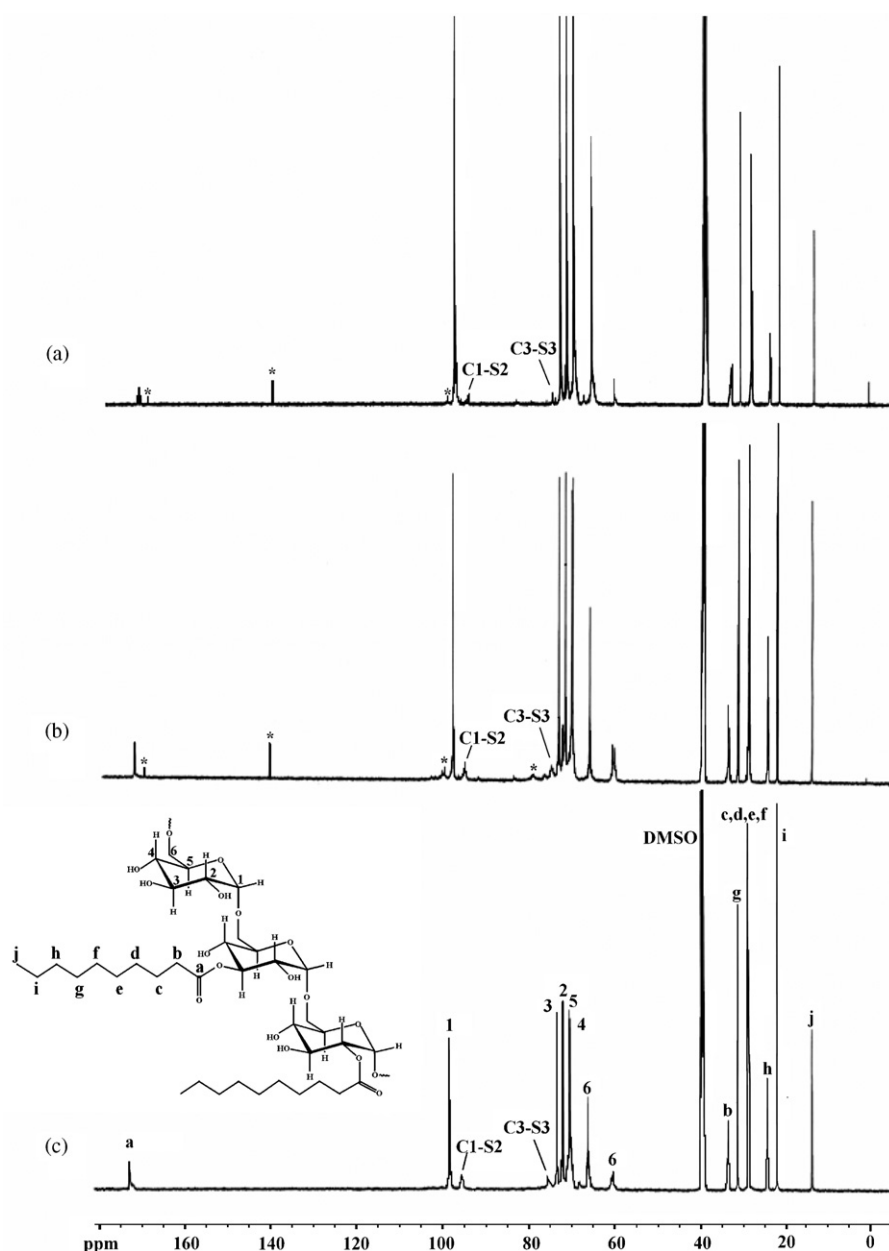 (a)
*
*
*
C1-S2
C3-S3
(b)
*
*
*
C1-S2
*
C3-S3
(c)
a
1
C1-S2
C3-S3
3
2
5
4
6
6
DMSO
b
g
c,d,e,f
h
i
j
O
H
4
6
H
O
HO
5
2
1
H
HO
3
H
OH
H
O
H
O
HO
H
j
h
f
d
b
a
O
H
OH
H
i
g
e
c
O
O
H
H
O
HO
HO
H
H
O
O
O
ppm
160
140
120
100
80
60
40
20
0